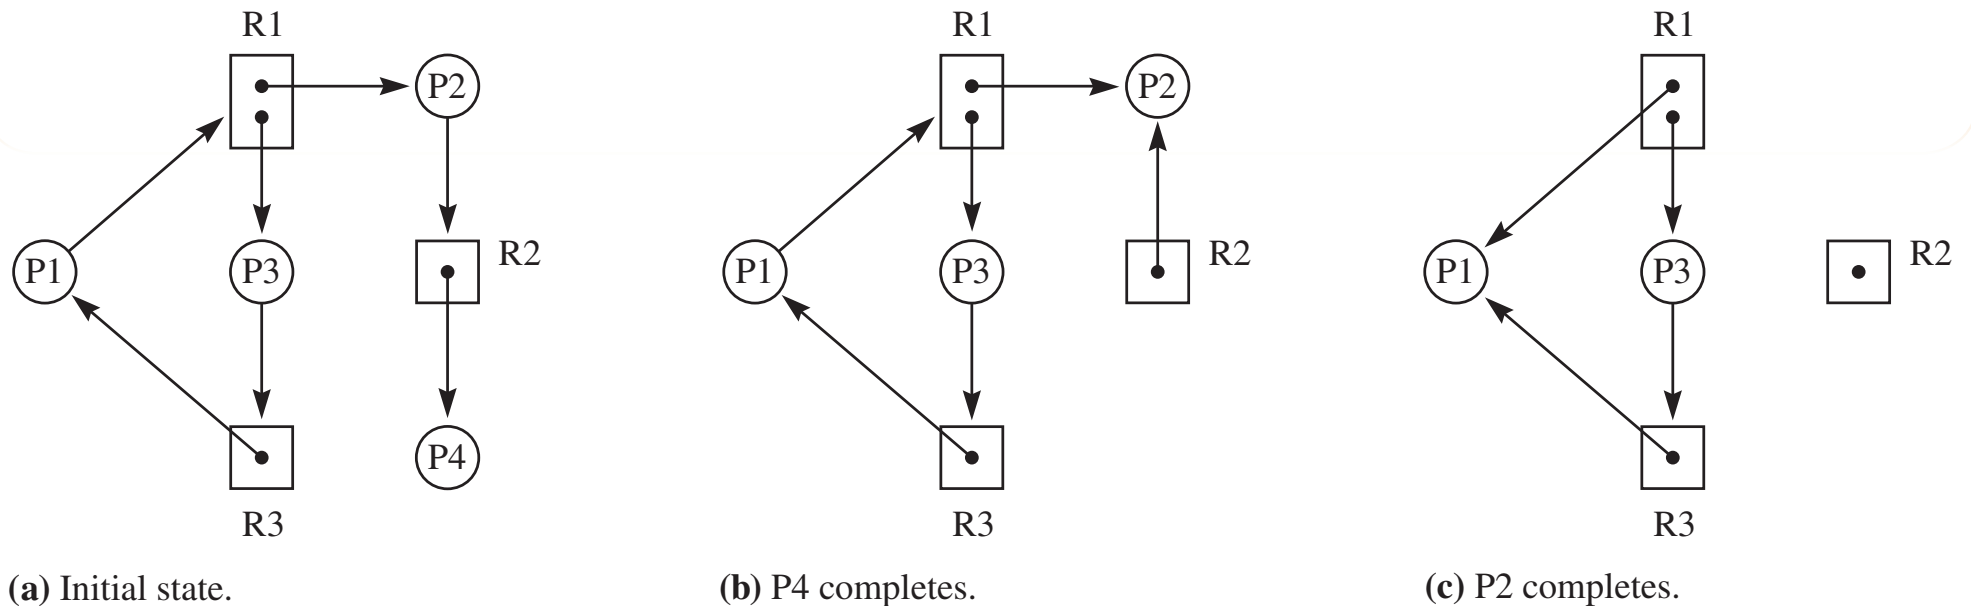 R1
P2
P1
P3
R2
P4
R3
(a) Initial state.
R1
P2
P1
P3
R2
R3
(b) P4 completes.
R1
P1
P3
R2
R3
(c) P2 completes.